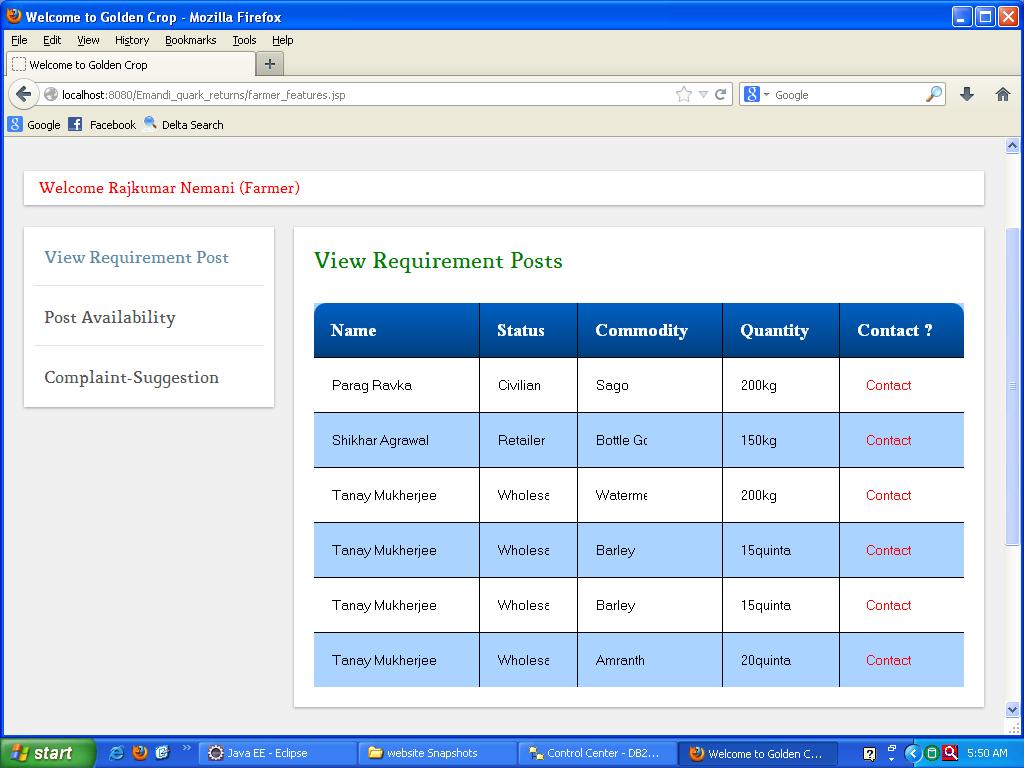 Welcome to Golden Crop - Mozilla Firefox
File Edit View History Bookmarks Tools Help
Welcome to Golden Crop
localhost:8080/Emandi_quark_returns/farmer_features.jsp Google
Google Facebook Delta Search
Welcome Rajkumar Nemani (Farmer)
View Requirement Post
Post Availability
Complaint-Suggestion
View Requirement Posts
Name Status Commodity Quantity Contact ?
Parag Ravka Civilian Sago 200kg Contact
Shikhar Agrawal Retailer Bottle Go 150kg Contact
Tanay Mukherjee Wholesa Waterme 200kg Contact
Tanay Mukherjee Wholesa Barley 15quinta Contact
Tanay Mukherjee Wholesa Barley 15quinta Contact
Tanay Mukherjee Wholesa Amranth 20quinta Contact
start Java EE - Eclipse website Snapshots Control Center - DB2... Welcome to Golden C... 5:50 AM